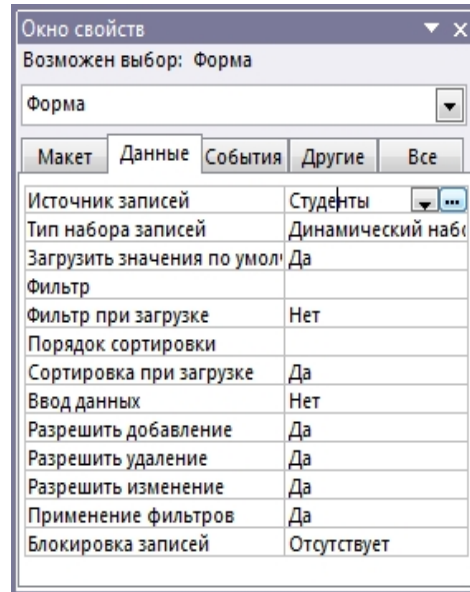 Окно свойств
Возможен выбор: Форма
Форма
Макет Данные События Другие Все
Источник записей Студенты
Тип набора записей Динамический набо
Загрузить значения по умол Да
Фильтр
Фильтр при загрузке Нет
Порядок сортировки
Сортировка при загрузке Да
Ввод данных Нет
Разрешить добавление Да
Разрешить удаление Да
Разрешить изменение Да
Применение фильтров Да
Блокировка записей Отсутствует